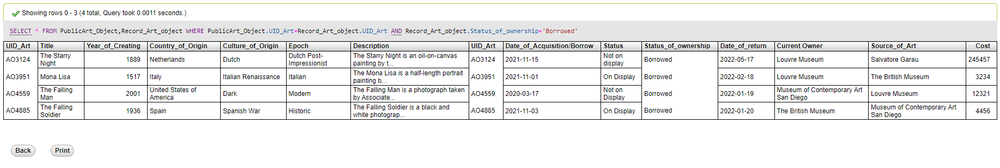 Showing rows 0 - 3 (4 total, Query took 0.0011 seconds.)
SELECT * FROM PublicArt_Object,Record_Art_object WHERE PublicArt_Object.UID_Art=Record_Art_object.UID_Art AND Record_Art_object.Status_of_ownership='Borrowed'
UID_Art Title Year_of_Creating Country_of_Origin Culture_of_Origin Epoch Description UID_Art Date_of_Acquisition/Borrow Status Status_of_ownership Date_of_return Current Owner Source_of_Art Cost
AO3124 The Starry Night 1889 Netherlands Dutch Dutch Post-Impressionist The Starry Night is an oil-on-canvas painting by t... AO3124 2021-11-15 Not on display Borrowed 2022-05-17 Louvre Museum Salvatore Garau 245457
AO3951 Mona Lisa 1517 Italy Italian Renaissance Italian The Mona Lisa is a half-length portrait painting b... AO3951 2021-11-01 On Display Borrowed 2022-02-18 Louvre Museum The British Museum 3234
AO4559 The Falling Man 2001 United States of America Dark Modern The Falling Man is a photograph taken by Associate... AO4559 2020-03-17 Not on Display Borrowed 2022-01-19 Museum of Contemporary Art San Diego Louvre Museum 12321
AO4885 The Falling Soldier 1936 Spain Spanish War Historic The Falling Soldier is a black and white photograp... AO4885 2021-11-03 On Display Borrowed 2022-01-20 The British Museum Museum of Contemporary Art San Diego 4456
Back Print